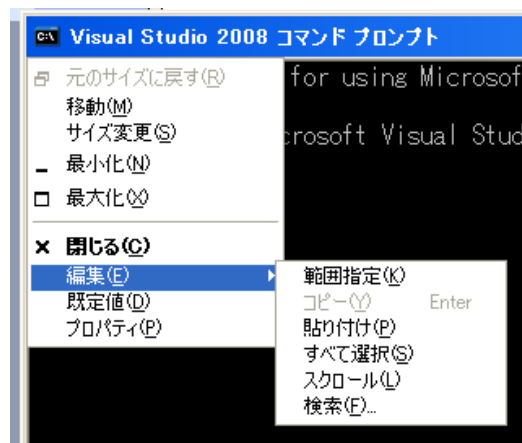 Visual Studio 2008 コマンド プロンプト
元のサイズに戻す(R)
for using Microsof
移動(M)
サイズ変更(S)
crosoft Visual Stud
最小化(N)
最大化(X)
閉じる(C)
編集(E)
範囲指定(K)
既定値(D)
コピー(Y) Enter
プロパティ(P)
貼り付け(P)
すべて選択(S)
スクロール(L)
検索(F)...